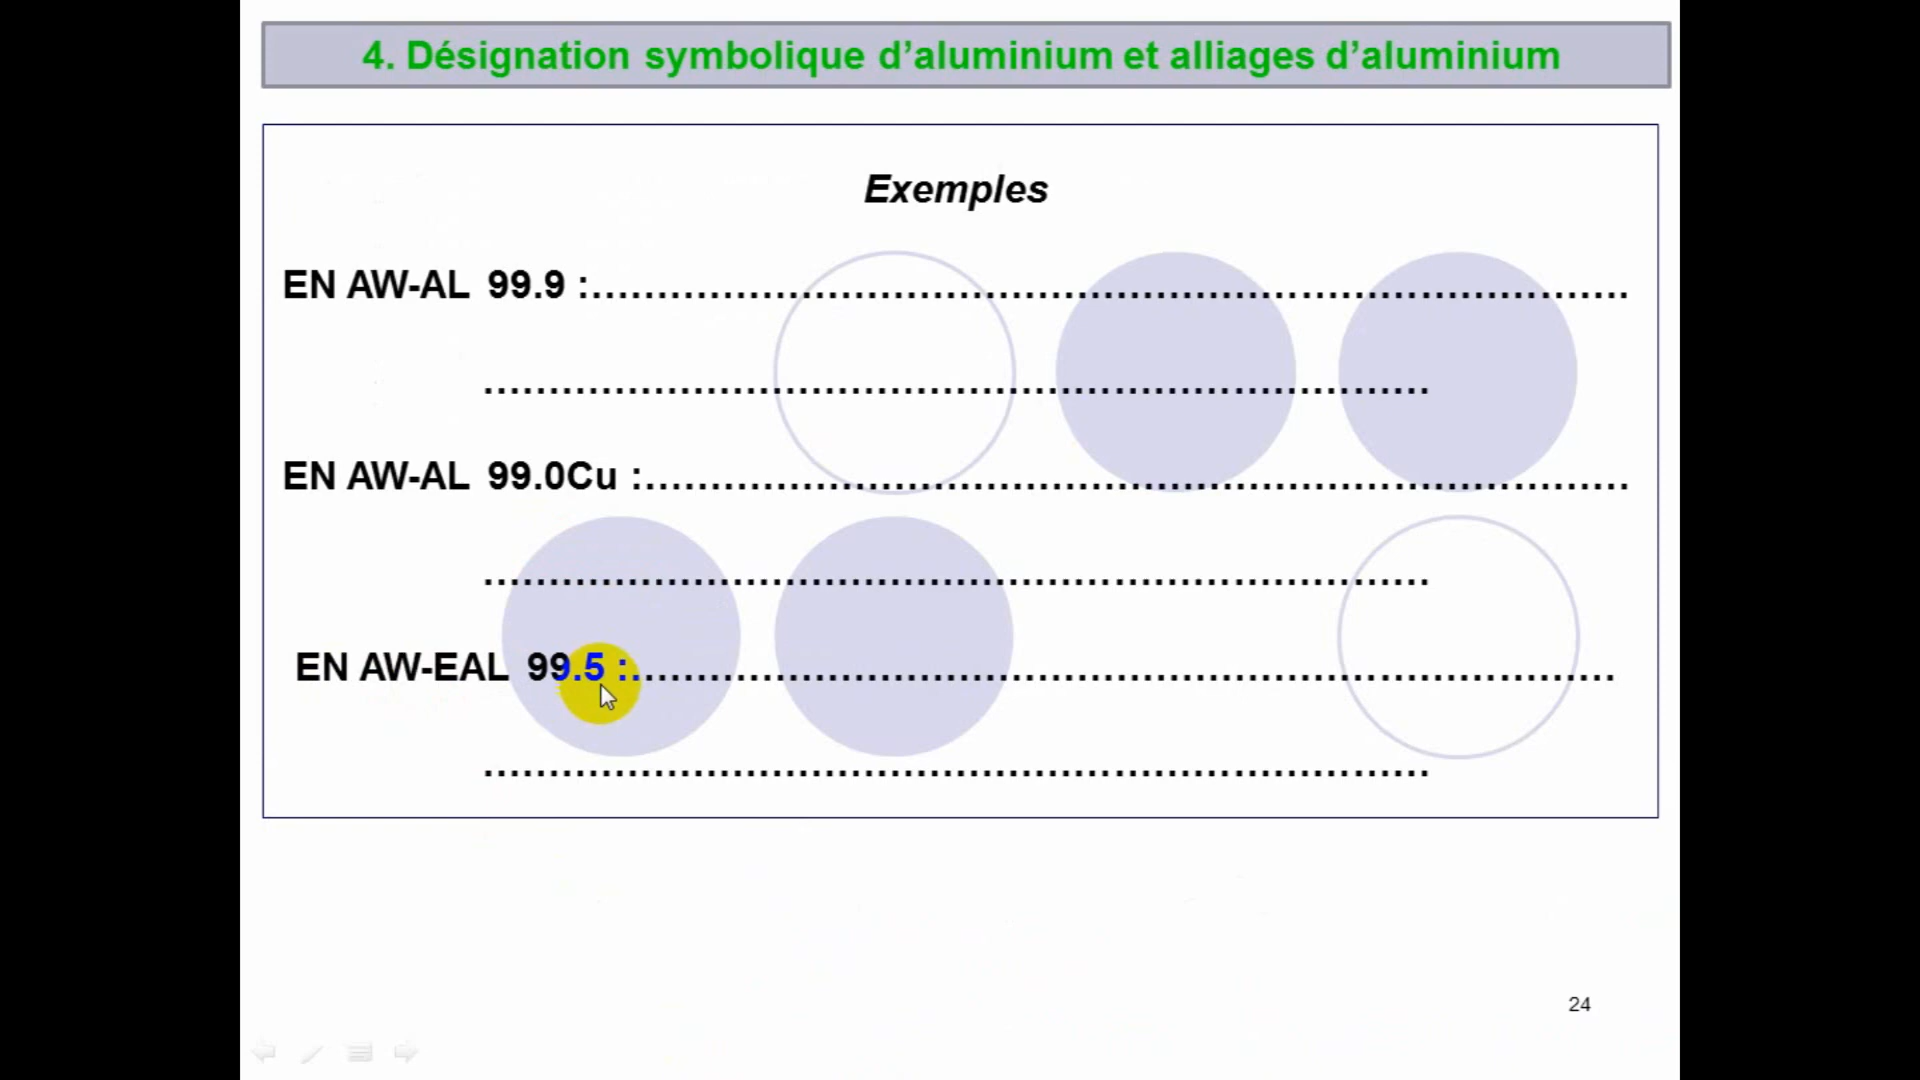 4. Désignation symbolique d’aluminium et alliages d’aluminium
Exemples
EN AW-AL 99.9 :...............................................................................
........................................................................
EN AW-AL 99.0Cu :...........................................................................
........................................................................
EN AW-EAL 99.5 :...........................................................................
........................................................................
24